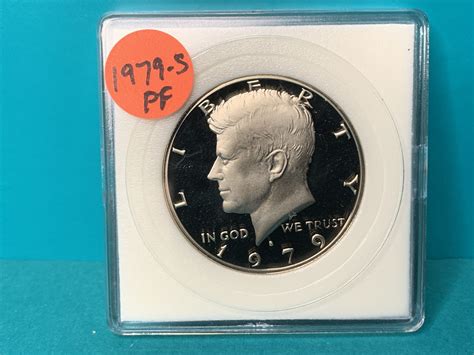 1979-S
PF
LIBERTY
IN GOD WE TRUST
1979